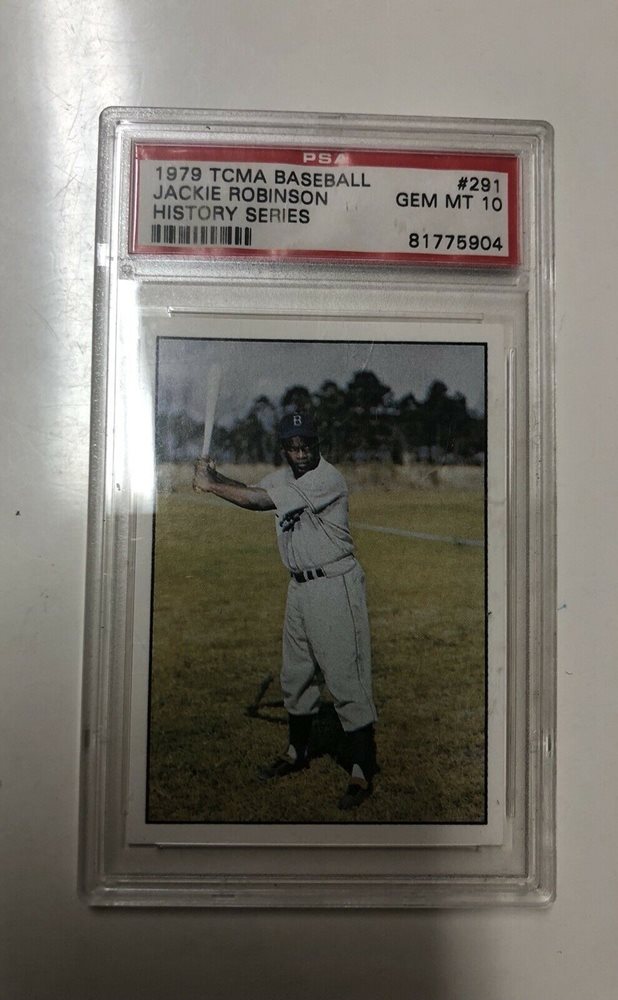 PSA
1979 TCMA BASEBALL #291
JACKIE ROBINSON GEM MT 10
HISTORY SERIES
81775904
B